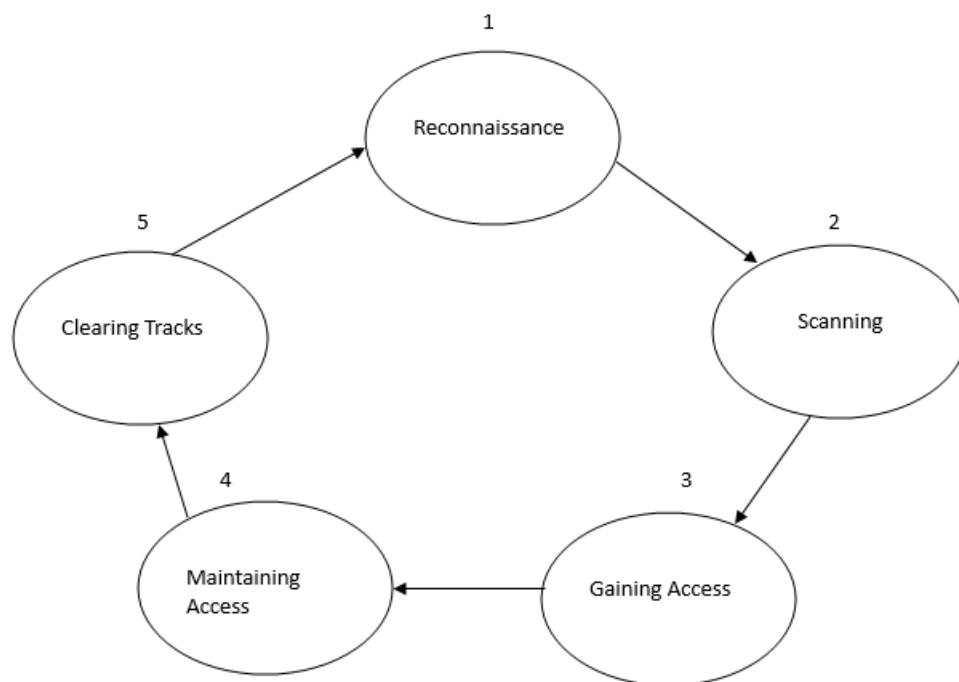 1
Reconnaissance
2
Scanning
3
Gaining Access
4
Maintaining
Access
5
Clearing Tracks